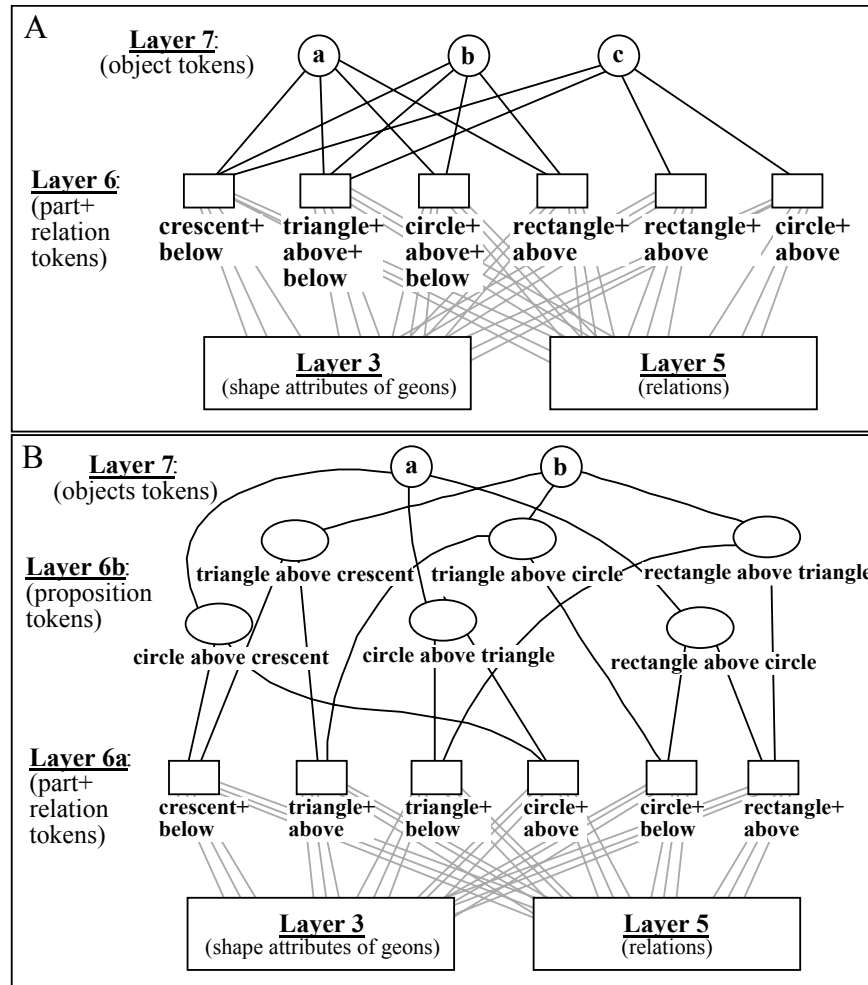 A
Layer 7:
(object tokens)
a b c
Layer 6:
(part+
relation
tokens)
crescent+
below
triangle+
above+
below
circle+
above+
below
rectangle+
above
rectangle+
above
circle+
above
Layer 3
(shape attributes of geons)
Layer 5
(relations)
B
Layer 7:
(objects tokens)
a b
Layer 6b:
(proposition
tokens)
triangle above crescent
triangle above circle
rectangle above triangle
circle above crescent
circle above triangle
rectangle above circle
Layer 6a:
(part+
relation
tokens)
crescent+
below
triangle+
above
triangle+
below
circle+
above
circle+
below
rectangle+
above
Layer 3
(shape attributes of geons)
Layer 5
(relations)